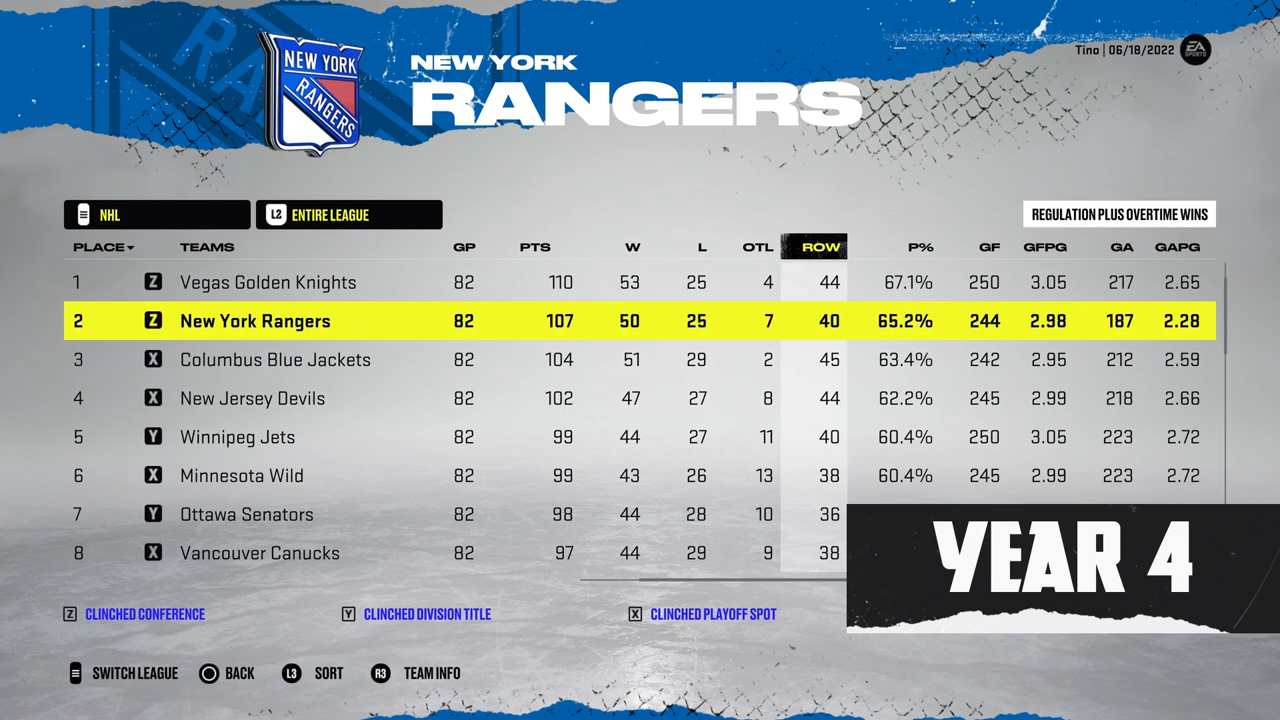 RA
NEW YORK
RANGERS
NEW YORK
RANGERS
Tino | 06/18/2022
EA
SPORTS
NHL
L2 ENTIRE LEAGUE
REGULATION PLUS OVERTIME WINS
PLACE TEAMS GP PTS W L OTL ROW P% GF GFPG GA GAPG
1 Z Vegas Golden Knights 82 110 53 25 4 44 67.1% 250 3.05 217 2.65
2 Z New York Rangers 82 107 50 25 7 40 65.2% 244 2.98 187 2.28
3 X Columbus Blue Jackets 82 104 51 29 2 45 63.4% 242 2.95 212 2.59
4 X New Jersey Devils 82 102 47 27 8 44 62.2% 245 2.99 218 2.66
5 Y Winnipeg Jets 82 99 44 27 11 40 60.4% 250 3.05 223 2.72
6 X Minnesota Wild 82 99 43 26 13 38 60.4% 245 2.99 223 2.72
7 Y Ottawa Senators 82 98 44 28 10 36
8 X Vancouver Canucks 82 97 44 29 9 38
YEAR 4
Z CLINCHED CONFERENCE Y CLINCHED DIVISION TITLE X CLINCHED PLAYOFF SPOT
SWITCH LEAGUE BACK L3 SORT R3 TEAM INFO